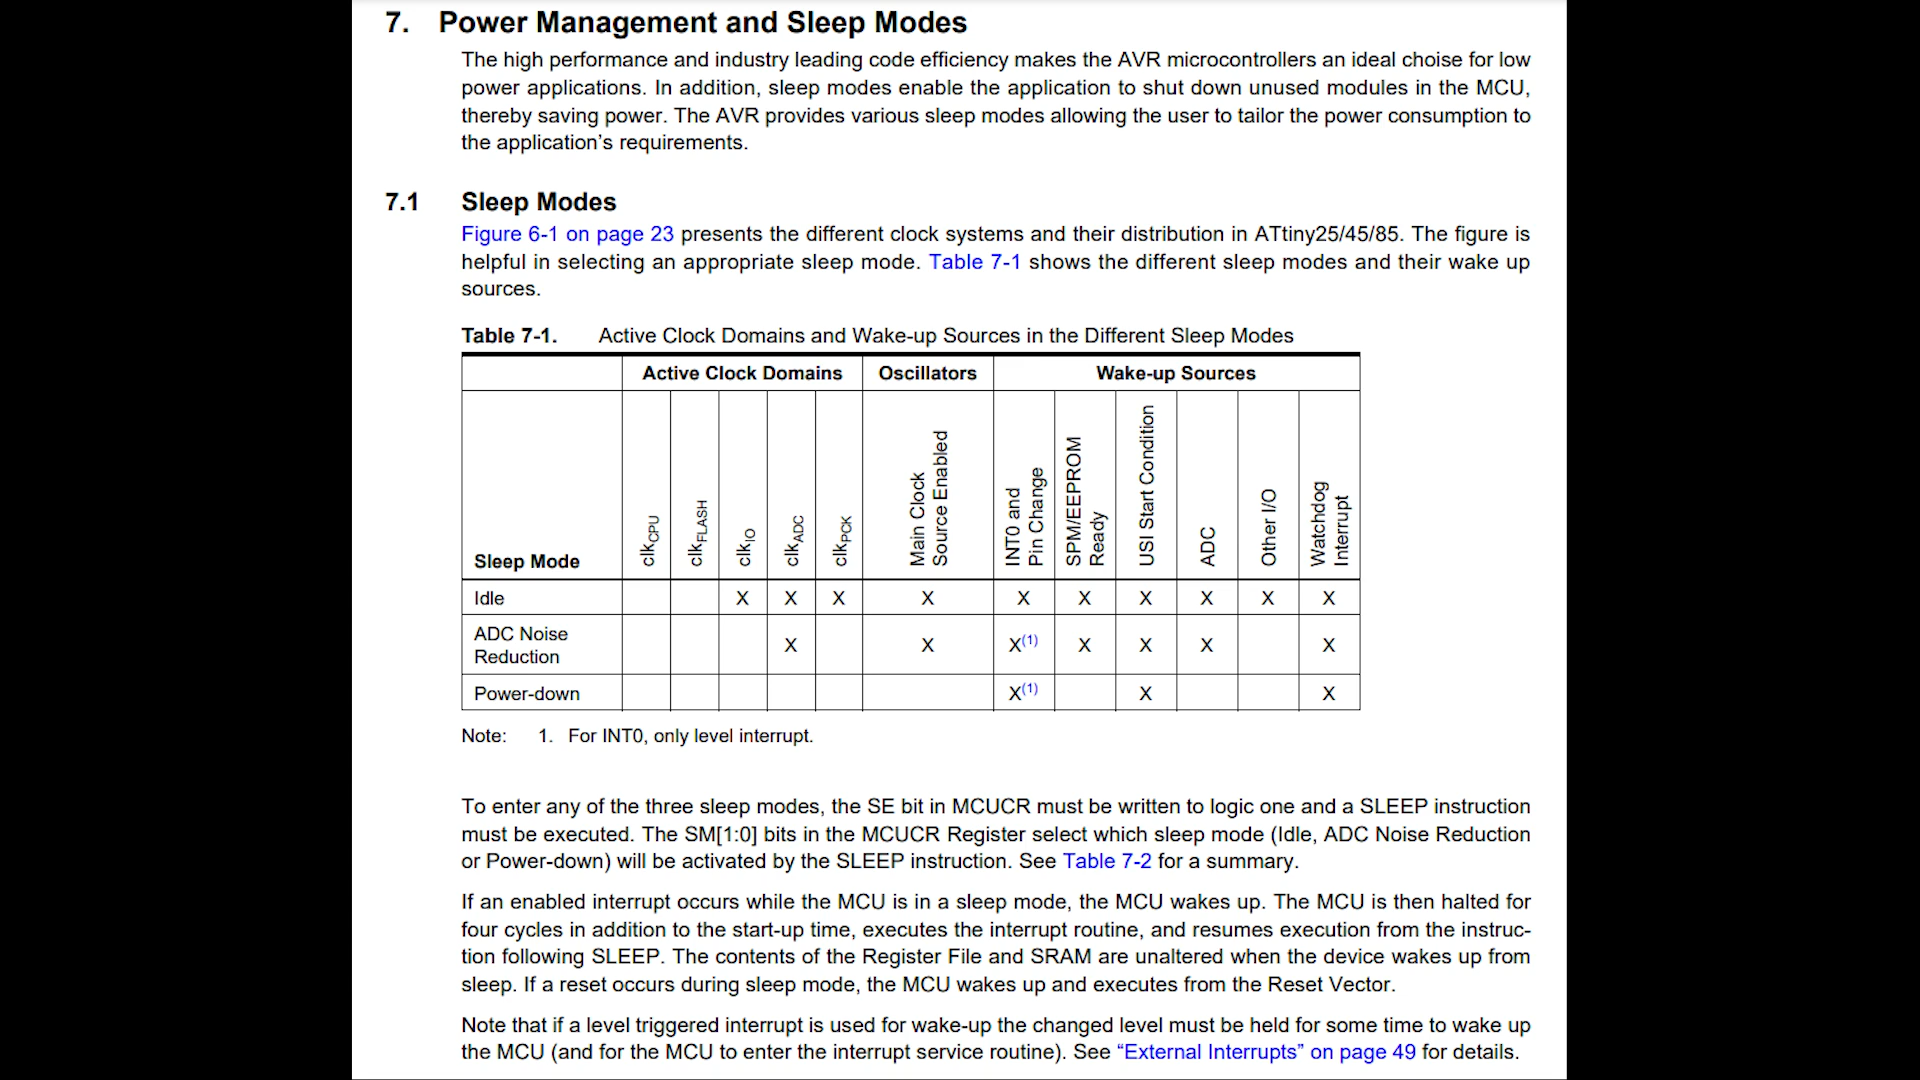 7. Power Management and Sleep Modes
The high performance and industry leading code efficiency makes the AVR microcontrollers an ideal choise for low
power applications. In addition, sleep modes enable the application to shut down unused modules in the MCU,
thereby saving power. The AVR provides various sleep modes allowing the user to tailor the power consumption to
the application’s requirements.
7.1 Sleep Modes
Figure 6-1 on page 23 presents the different clock systems and their distribution in ATtiny25/45/85. The figure is
helpful in selecting an appropriate sleep mode. Table 7-1 shows the different sleep modes and their wake up
sources.
Table 7-1. Active Clock Domains and Wake-up Sources in the Different Sleep Modes
Active Clock Domains Oscillators Wake-up Sources
Sleep Mode
clkCPU
clkFLASH
clkIO
clkADC
clkPCK
Main Clock
Source Enabled
INT0 and
Pin Change
SPM/EEPROM
Ready
USI Start Condition
ADC
Other I/O
Watchdog
Interrupt
Idle X X X X X X X X X X
ADC Noise
Reduction X X X(1) X X X X
Power-down X(1) X X
Note: 1. For INT0, only level interrupt.
To enter any of the three sleep modes, the SE bit in MCUCR must be written to logic one and a SLEEP instruction
must be executed. The SM[1:0] bits in the MCUCR Register select which sleep mode (Idle, ADC Noise Reduction
or Power-down) will be activated by the SLEEP instruction. See Table 7-2 for a summary.
If an enabled interrupt occurs while the MCU is in a sleep mode, the MCU wakes up. The MCU is then halted for
four cycles in addition to the start-up time, executes the interrupt routine, and resumes execution from the instruc-
tion following SLEEP. The contents of the Register File and SRAM are unaltered when the device wakes up from
sleep. If a reset occurs during sleep mode, the MCU wakes up and executes from the Reset Vector.
Note that if a level triggered interrupt is used for wake-up the changed level must be held for some time to wake up
the MCU (and for the MCU to enter the interrupt service routine). See “External Interrupts” on page 49 for details.